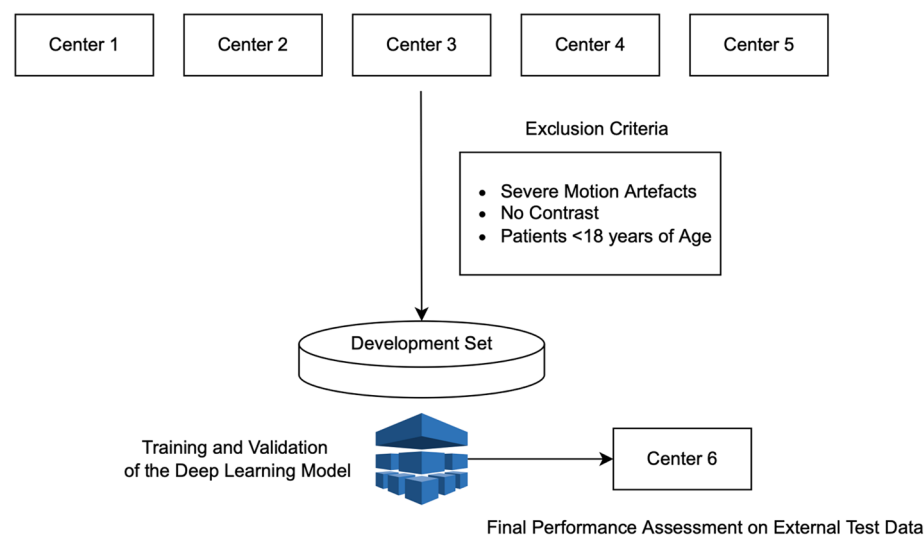 Center 1
Center 2
Center 3
Center 4
Center 5
Exclusion Criteria
• Severe Motion Artefacts
• No Contrast
• Patients <18 years of Age
Development Set
Training and Validation
of the Deep Learning Model
Center 6
Final Performance Assessment on External Test Data